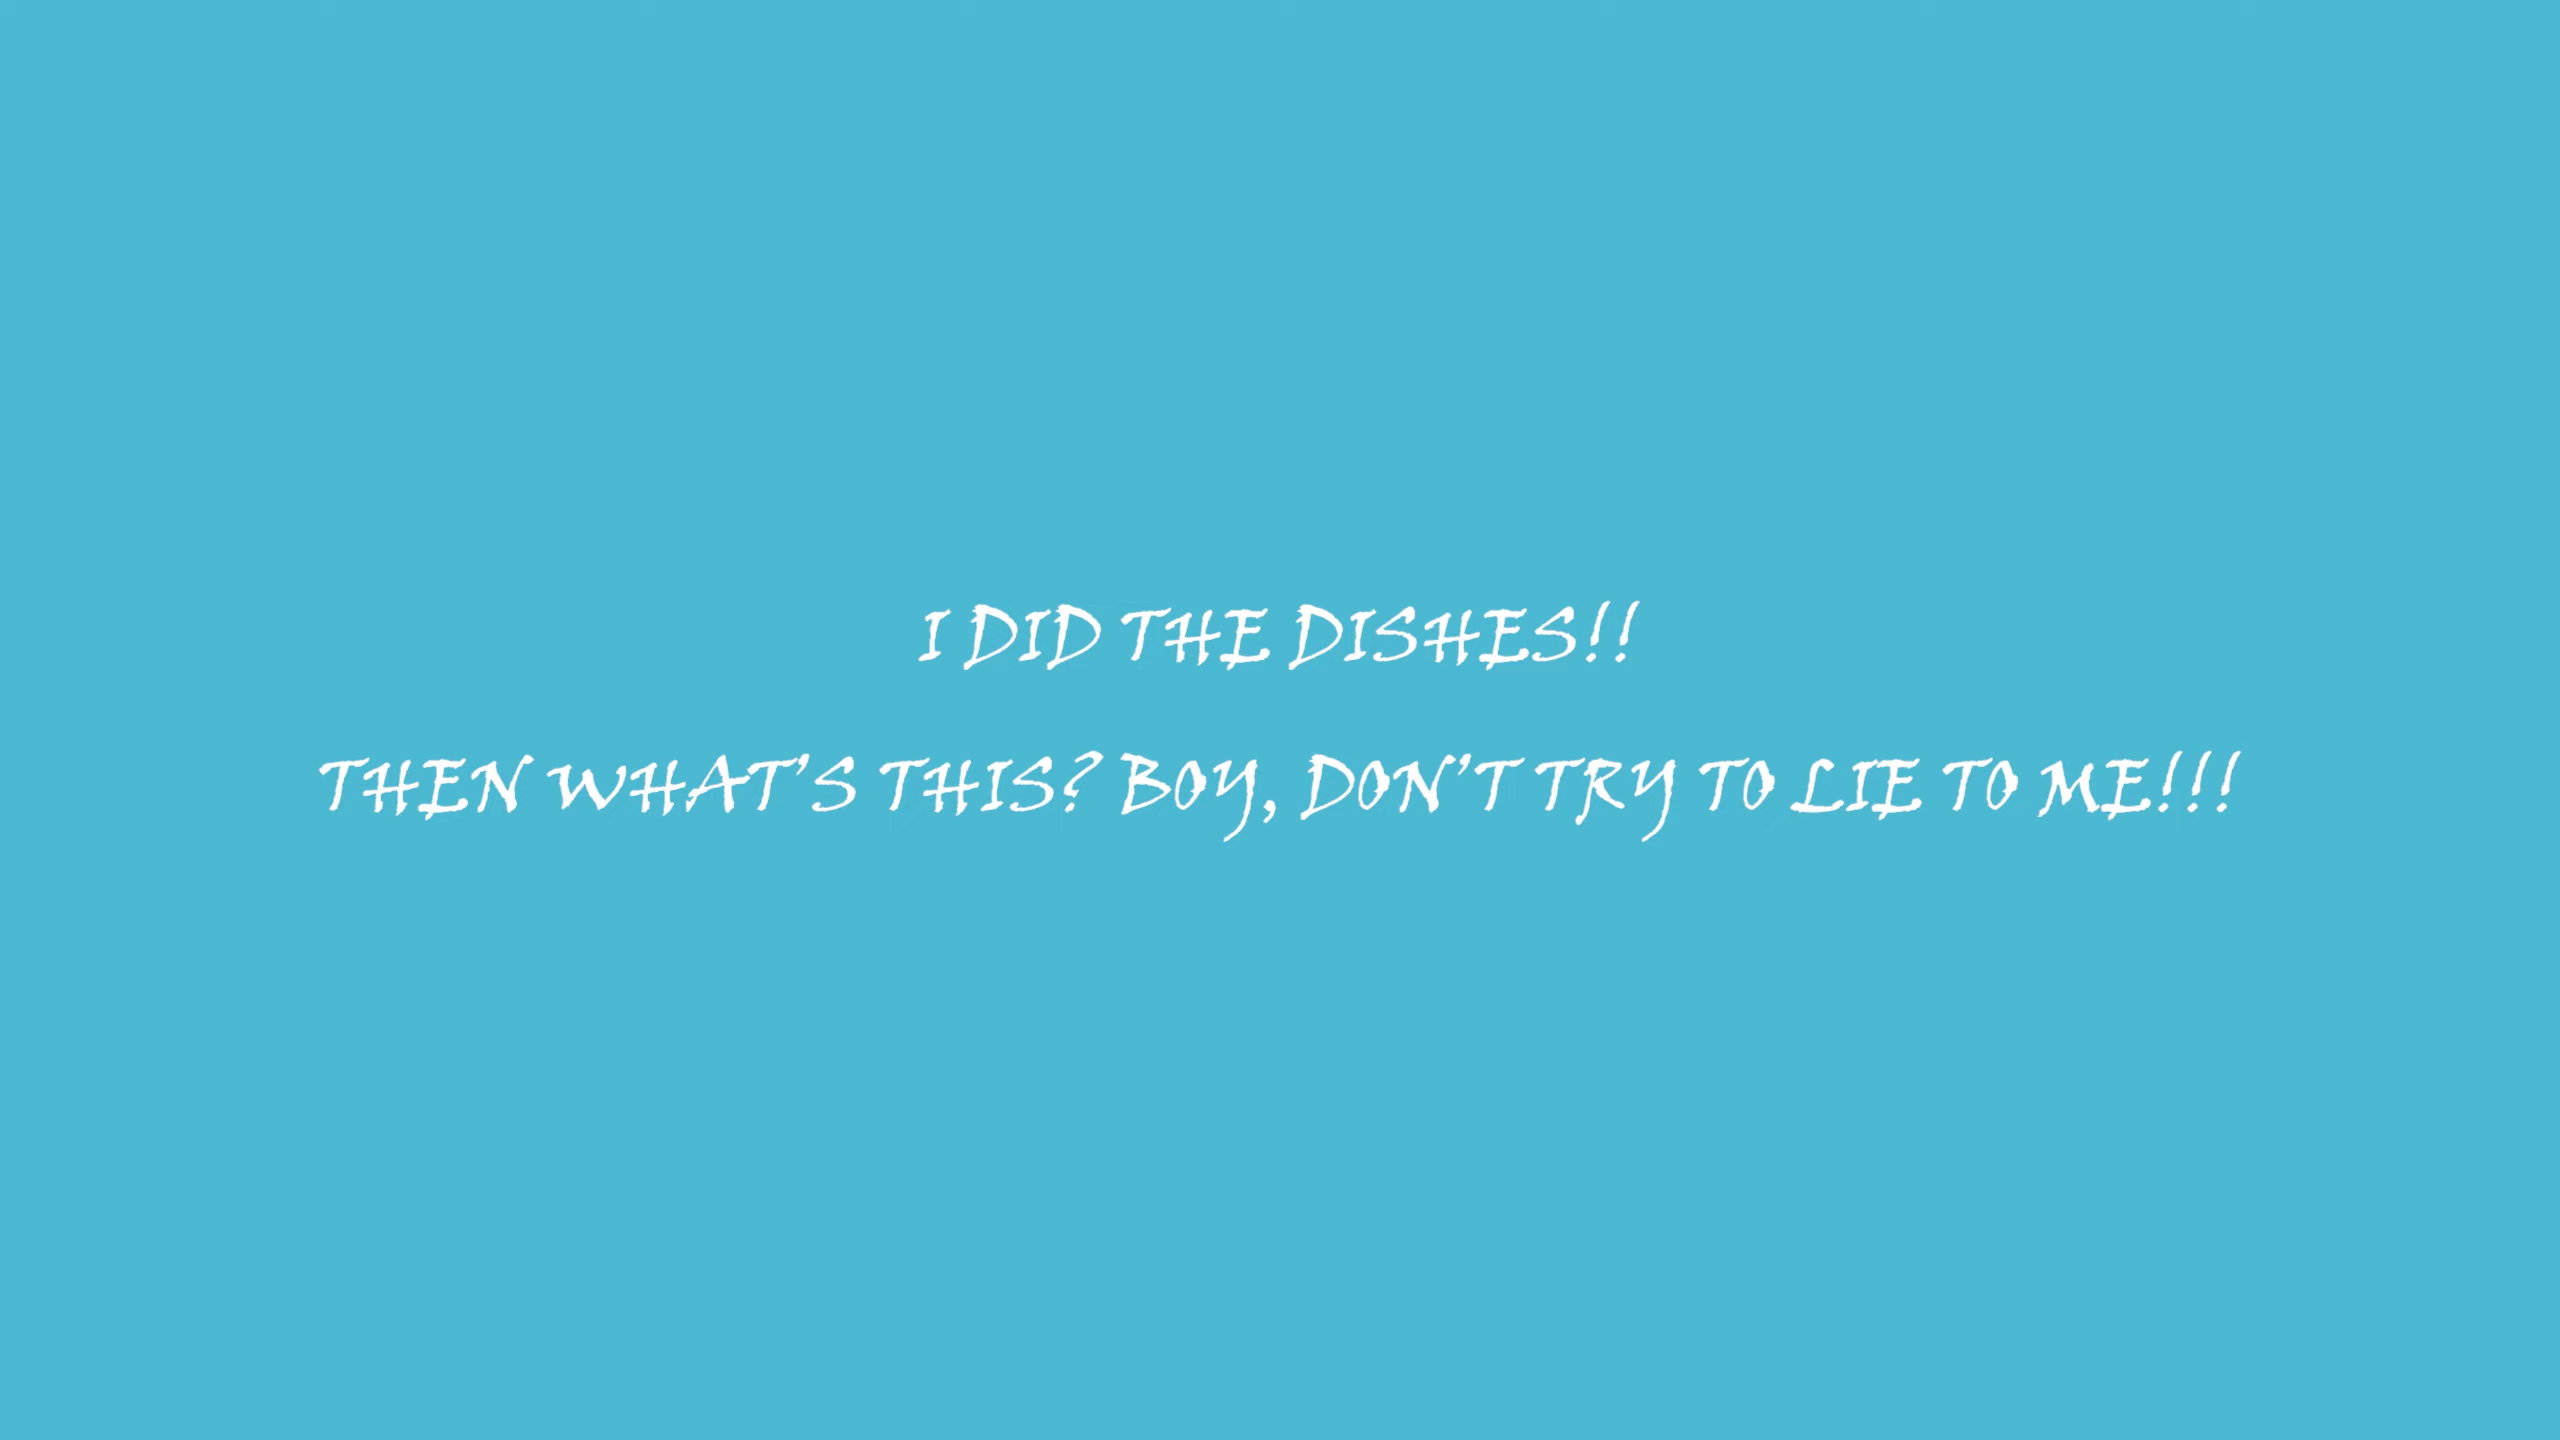 I DID THE DISHES!!
THEN WHAT'S THIS? BOY, DON'T TRY TO LIE TO ME!!!